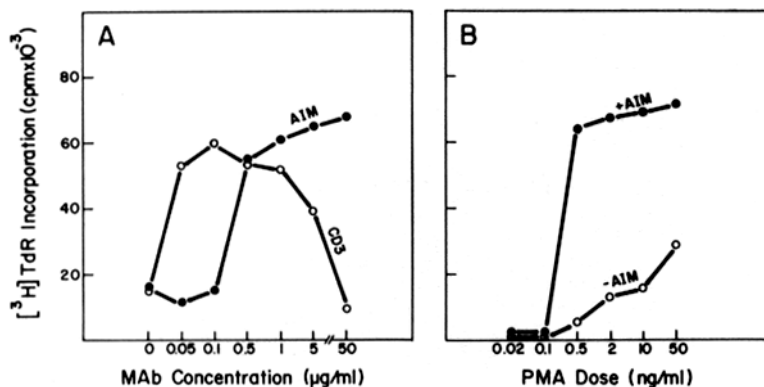 A
B
[³H] TdR Incorporation (cpmx10⁻³)
80
60
40
20
AIM
CD3
+AIM
-AIM
0 0.05 0.1 0.5 1 5 50
0.02 0.1 0.5 2 10 50
MAb Concentration (μg/ml)
PMA Dose (ng/ml)